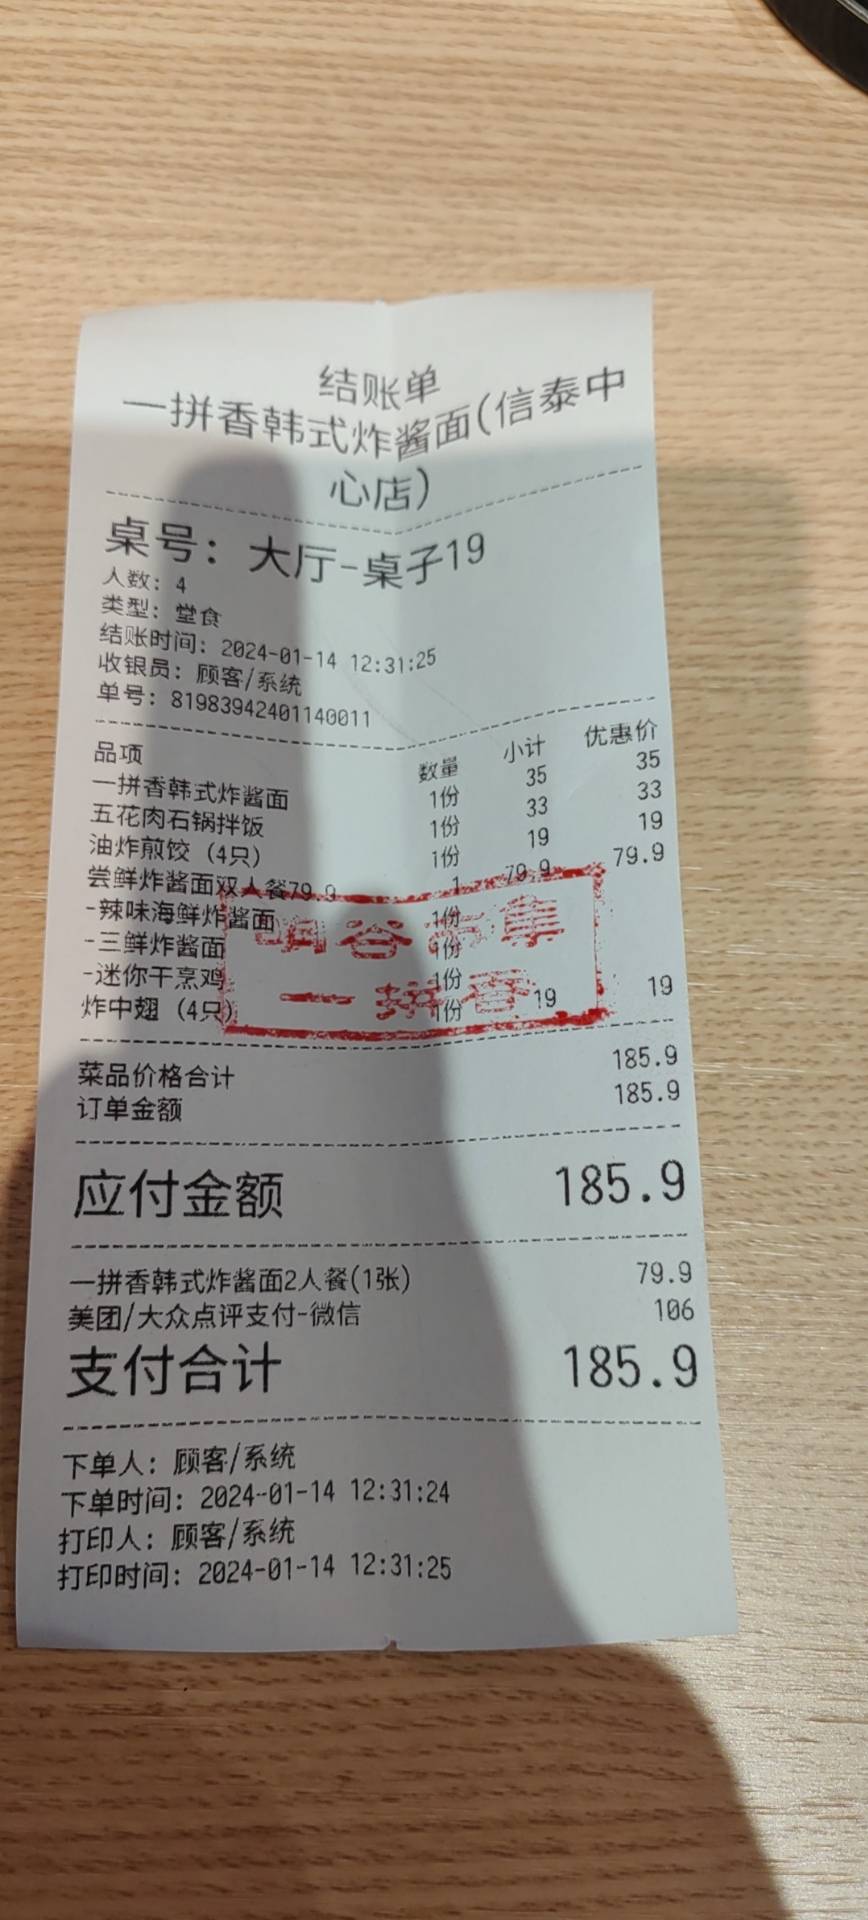 结账单
一拼香韩式炸酱面(信泰中
心店)
桌号: 大厅-桌子19
人数: 4
类型: 堂食
结账时间: 2024-01-14 12:31:25
收银员: 顾客/系统
单号: 81983942401140011
品项 数量 小计 优惠价
一拼香韩式炸酱面 1份 35 35
五花肉石锅拌饭 1份 33 33
油炸煎饺 (4只) 1份 19 19
尝鲜炸酱面双人餐79.9 1 79.9 79.9
-辣味海鲜炸酱面 1份
-三鲜炸酱面 1份
-迷你干烹鸡 1份
炸中翅 (4只) 1份 19 19
谷市集
一拼香
菜品价格合计 185.9
订单金额 185.9
应付金额 185.9
一拼香韩式炸酱面2人餐(1张) 79.9
美团/大众点评支付-微信 106
支付合计 185.9
下单人: 顾客/系统
下单时间: 2024-01-14 12:31:24
打印人: 顾客/系统
打印时间: 2024-01-14 12:31:25